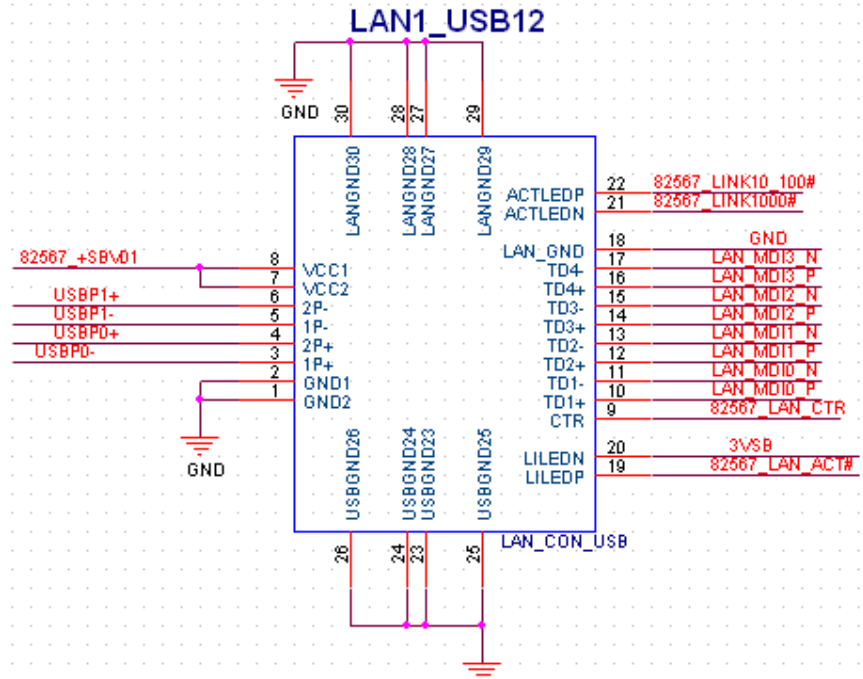 LAN1_USB12
GND
30
28
27
29
LANGND30
LANGND28
LANGND27
LANGND29
82567_+SBV01
8
VCC1
7
VCC2
USBP1+
6
2P-
USBP1-
5
1P-
USBP0+
4
2P+
USBP0-
3
1P+
2
GND1
1
GND2
GND
ACTLEDP
22
82567_LINK10_100#
ACTLEDN
21
82567_LINK1000#
LAN_GND
18
GND
TD4-
17
LAN_MDI3_N
TD4+
16
LAN_MDI3_P
TD3-
15
LAN_MDI2_N
TD3+
14
LAN_MDI2_P
TD2-
13
LAN_MDI1_N
TD2+
12
LAN_MDI1_P
TD1-
11
LAN_MDI0_N
TD1+
10
LAN_MDI0_P
CTR
9
82567_LAN_CTR
LILEDN
20
3VSB
LILEDP
19
82567_LAN_ACT#
USBGND26
USBGND24
USBGND23
USBGND25
LAN_CON_USB
26
24
23
25